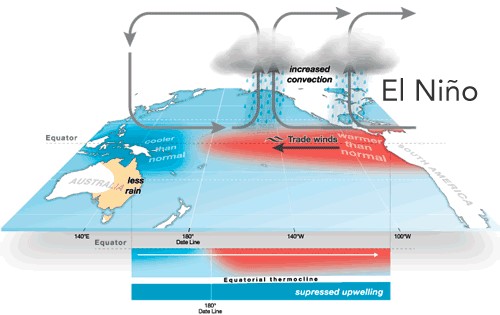 increased
convection
El Niño
Equator
cooler
than
normal
Trade winds
warmer
than
normal
AUSTRALIA
less
rain
SOUTH AMERICA
140°E
180°
Date Line
140°W
100°W
Equator
Equatorial thermocline
supressed upwelling
180°
Date Line